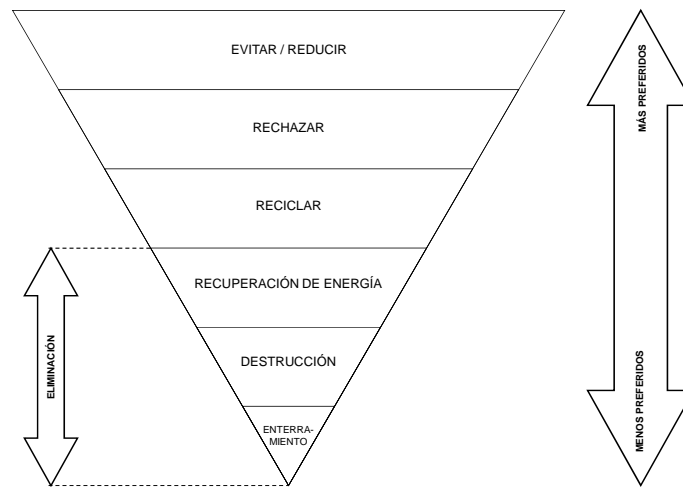 EVITAR / REDUCIR
RECHAZAR
RECICLAR
RECUPERACIÓN DE ENERGÍA
DESTRUCCIÓN
ENTERRA-
MIENTO
ELIMINACIÓN
MÁS PREFERIDOS
MENOS PREFERIDOS